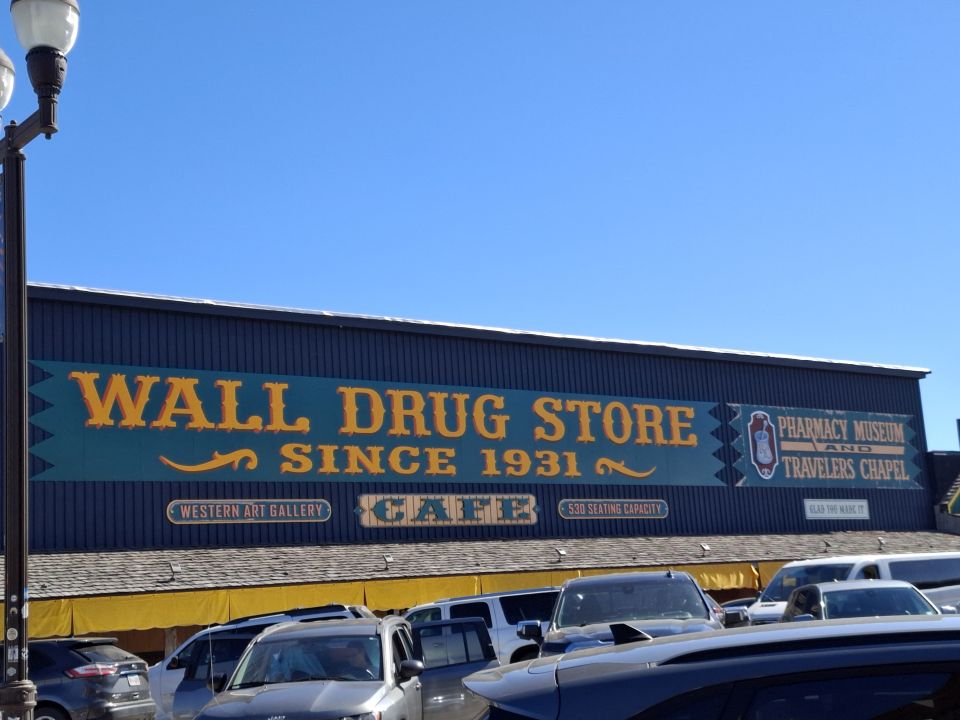 WALL DRUG STORE
SINCE 1931
PHARMACY MUSEUM
AND
TRAVELERS CHAPEL
WESTERN ART GALLERY
CAFE
530 SEATING CAPACITY
GLAD YOU MADE IT